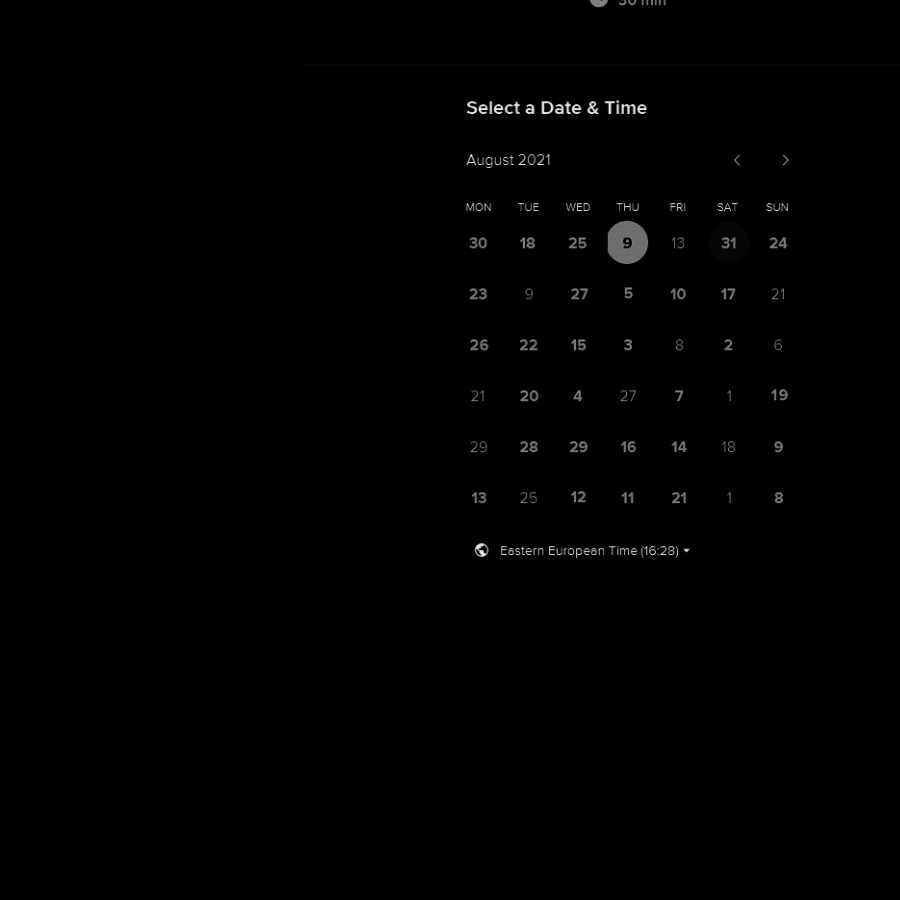 30 min
Select a Date & Time
August 2021
MON TUE WED THU FRI SAT SUN
30 18 25 9 13 31 24
23 9 27 5 10 17 21
26 22 15 3 8 2 6
21 20 4 27 7 1 19
29 28 29 16 14 18 9
13 25 12 11 21 1 8
Eastern European Time (16:28)